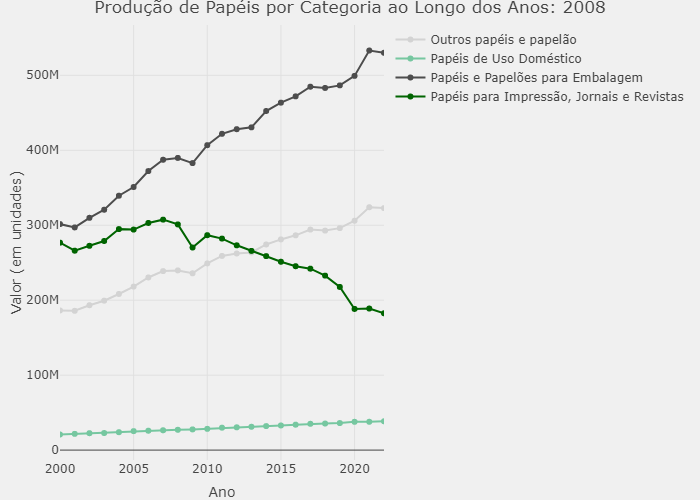 Produção de Papéis por Categoria ao Longo dos Anos: 2008
Outros papéis e papelão
Papéis de Uso Doméstico
Papéis e Papelões para Embalagem
Papéis para Impressão, Jornais e Revistas
Valor (em unidades)
500M
400M
300M
200M
100M
0
2000
2005
2010
2015
2020
Ano